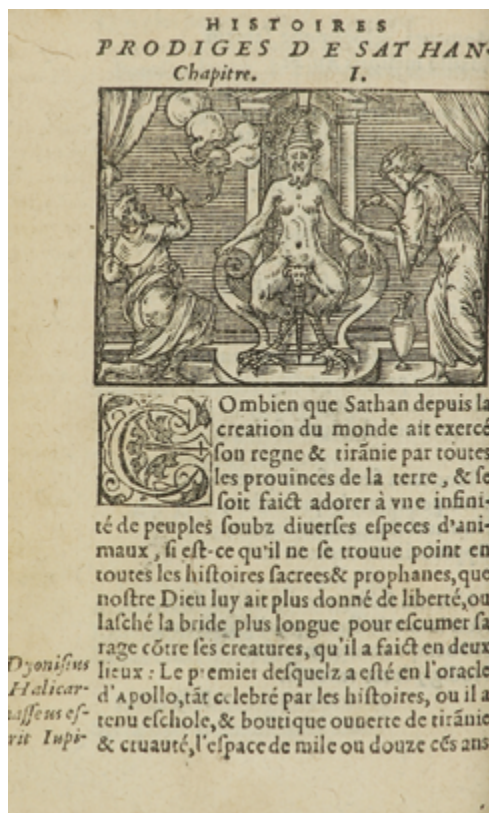 HISTOIRES
PRODIGES DE SATHAN.
Chapitre. I.
COmbien que Sathan depuis la
creation du monde ait exercé
son regne & tirãnie par toutes
les prouinces de la terre, & se
soit faict adorer à vne infini-
té de peuples soubz diuerses especes d'ani-
maux, si est-ce qu'il ne se trouue point en
toutes les histoires sacrees& prophanes, que
nostre Dieu luy ait plus donné de liberté, ou
lasché la bride plus longue pour escumer sa
rage cõtre ses creatures, qu'il a faict en deux
lieux : Le premier desquelz a esté en l'oracle
d'Apollo, tãt celebré par les histoires, ou il a
tenu eschole, & boutique ouuerte de tirãnie
& cruauté, l'espace de mile ou douze cẽs ans
Dyonisius
Halicar-
nasseus es-
rit Iupi-